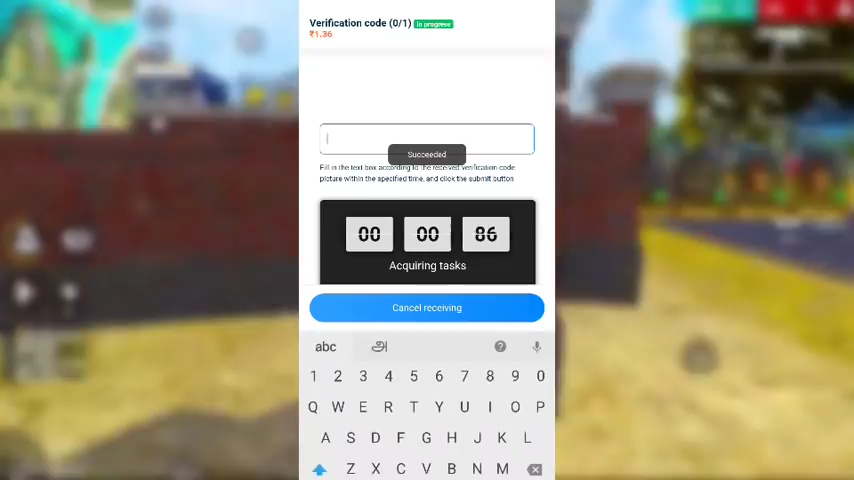 Verification code (0/1) In progress
₹1.36
Succeeded
Fill in the text box according to the received verification code
picture within the specified time, and click the submit button
00 00 86
Acquiring tasks
Cancel receiving
abc அ
1 2 3 4 5 6 7 8 9 0
Q W E R T Y U I O P
A S D F G H J K L
Z X C V B N M